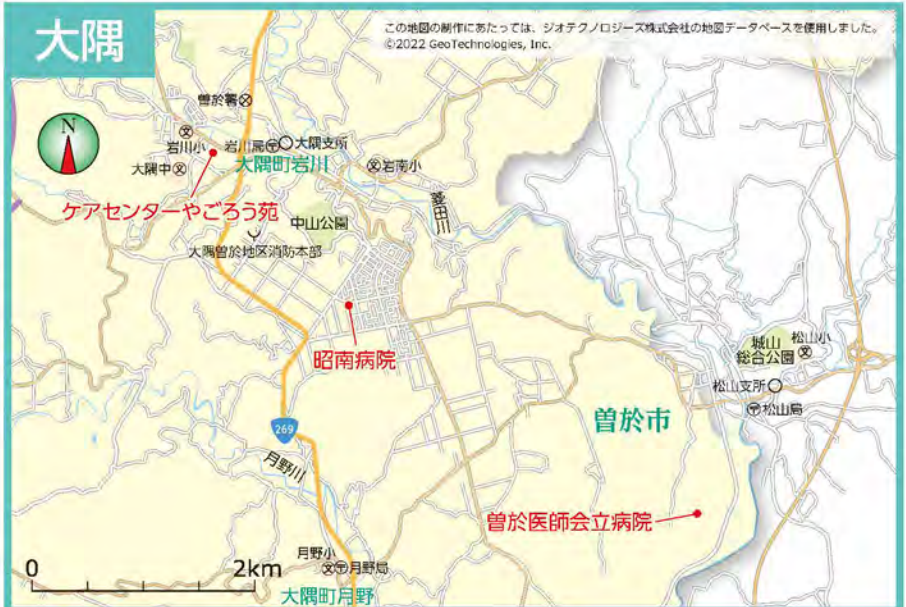 大隅
この地図の制作にあたっては、ジオテクノロジーズ株式会社の地図データベースを使用しました。
©2022 GeoTechnologies, Inc.
N
曽於署
岩川小
岩川局
大隅支所
大隅町岩川
大隅中
岩南小
ケアセンターやごろう苑
菱田川
中山公園
大隅曽於地区消防本部
昭南病院
城山
総合公園
松山小
松山支所
松山局
曽於市
269
月野川
曽於医師会立病院
月野小
月野局
大隅町月野
0 2km